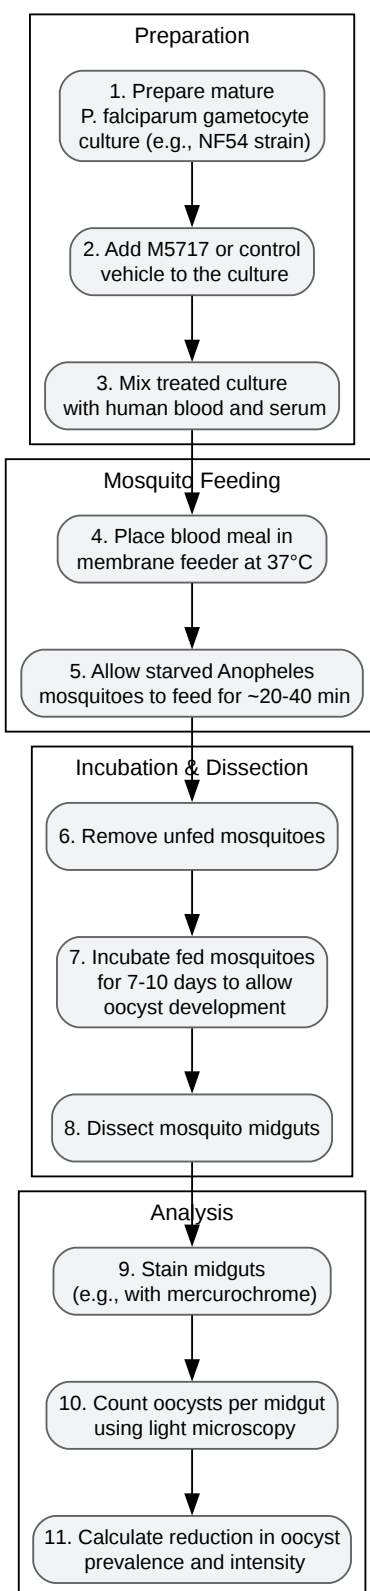 Preparation
1. Prepare mature
P. falciparum gametocyte
culture (e.g., NF54 strain)
2. Add M5717 or control
vehicle to the culture
3. Mix treated culture
with human blood and serum
Mosquito Feeding
4. Place blood meal in
membrane feeder at 37°C
5. Allow starved Anopheles
mosquitoes to feed for ~20-40 min
Incubation & Dissection
6. Remove unfed mosquitoes
7. Incubate fed mosquitoes
for 7-10 days to allow
oocyst development
8. Dissect mosquito midguts
Analysis
9. Stain midguts
(e.g., with mercurochrome)
10. Count oocysts per midgut
using light microscopy
11. Calculate reduction in oocyst
prevalence and intensity